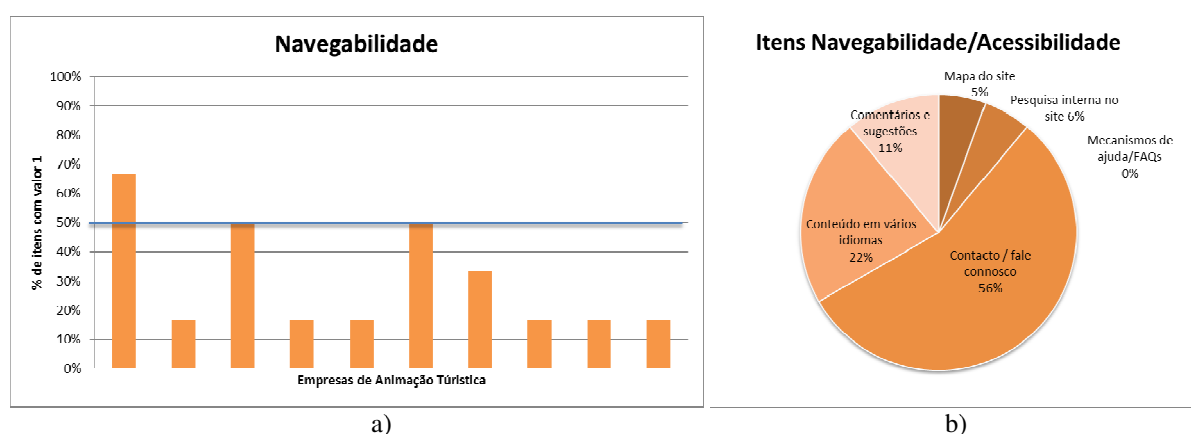 Navegabilidade
% de itens com valor 1
100%
90%
80%
70%
60%
50%
40%
30%
20%
10%
0%
Empresas de Animação Túristica
a)
Itens Navegabilidade/Acessibilidade
Mapa do site
5%
Pesquisa interna no
site 6%
Mecanismos de
ajuda/FAQs
0%
Contacto / fale
connosco
56%
Conteúdo em vários
idiomas
22%
Comentários e
sugestões
11%
b)